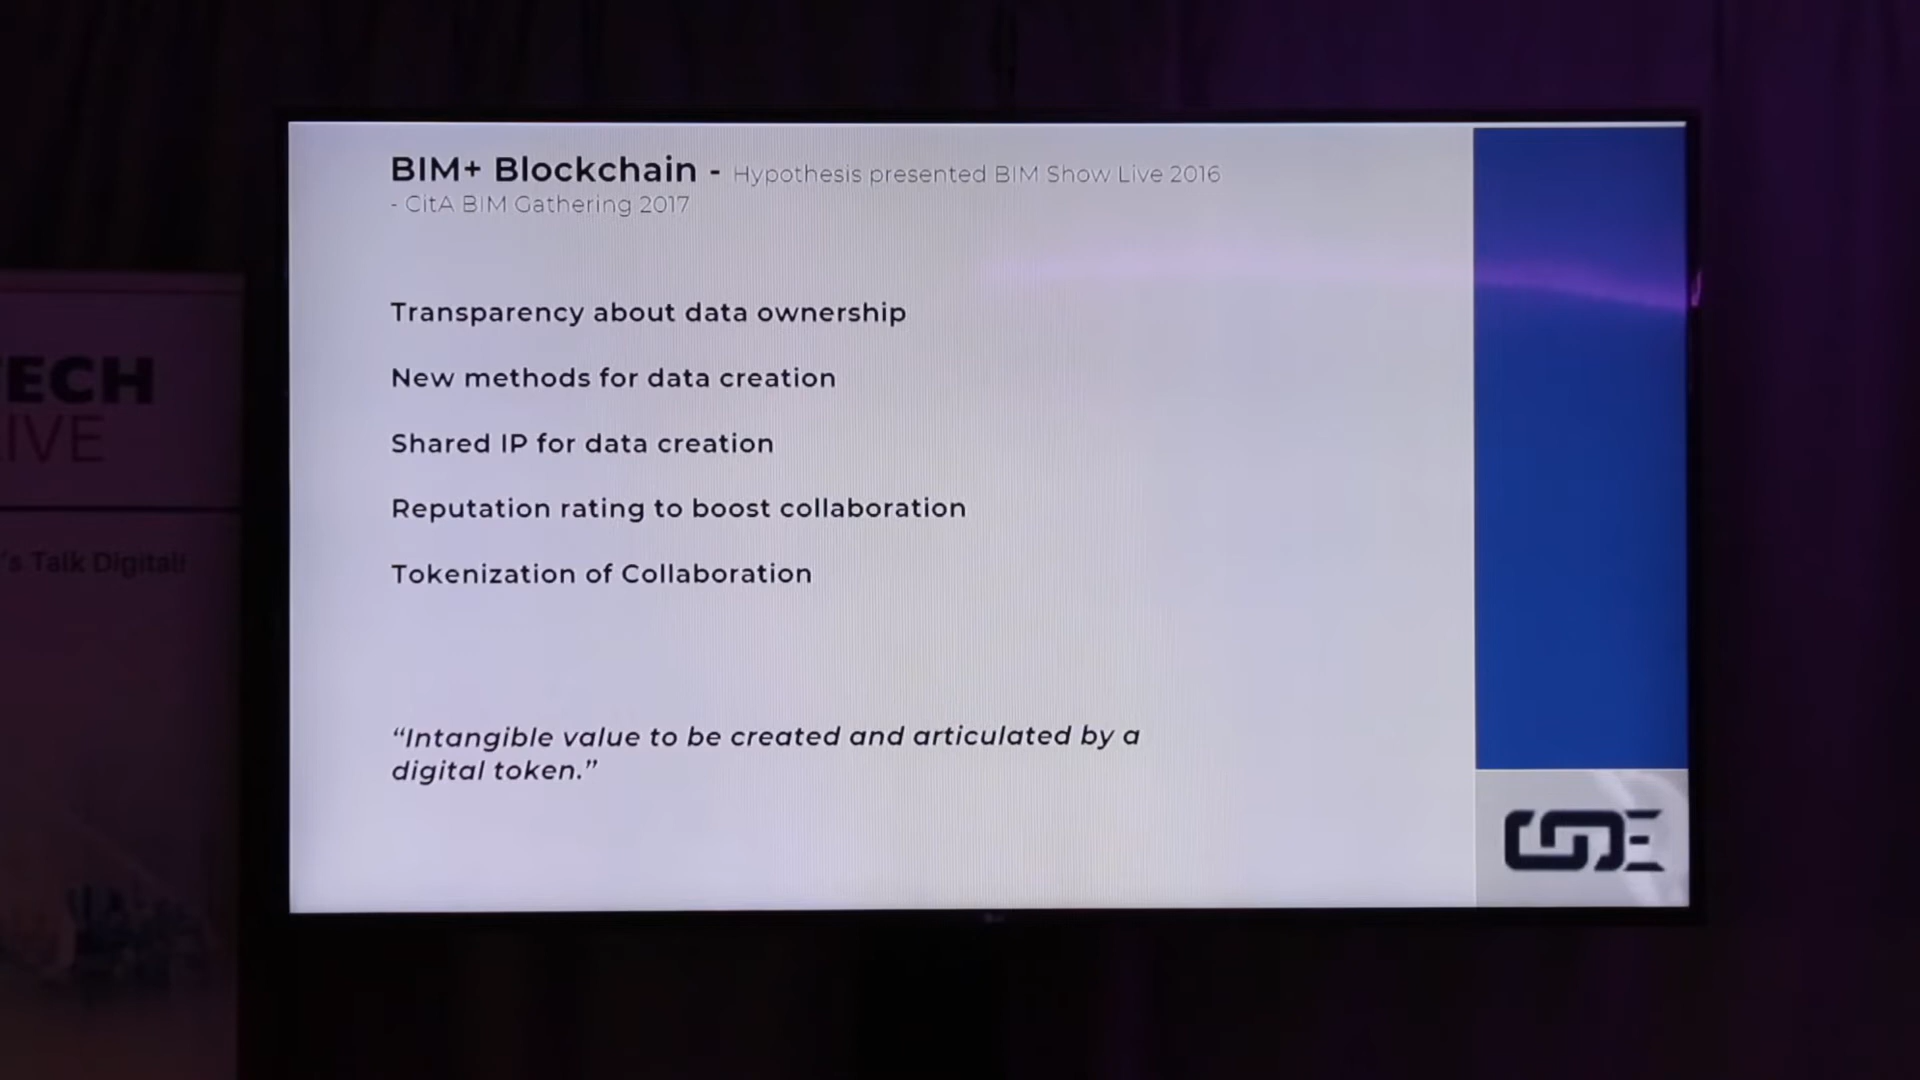 BIM+ Blockchain - Hypothesis presented BIM Show Live 2016
- CitA BIM Gathering 2017
Transparency about data ownership
New methods for data creation
Shared IP for data creation
Reputation rating to boost collaboration
Tokenization of Collaboration
“Intangible value to be created and articulated by a
digital token.”
TECH
IVE
's Talk Digital!